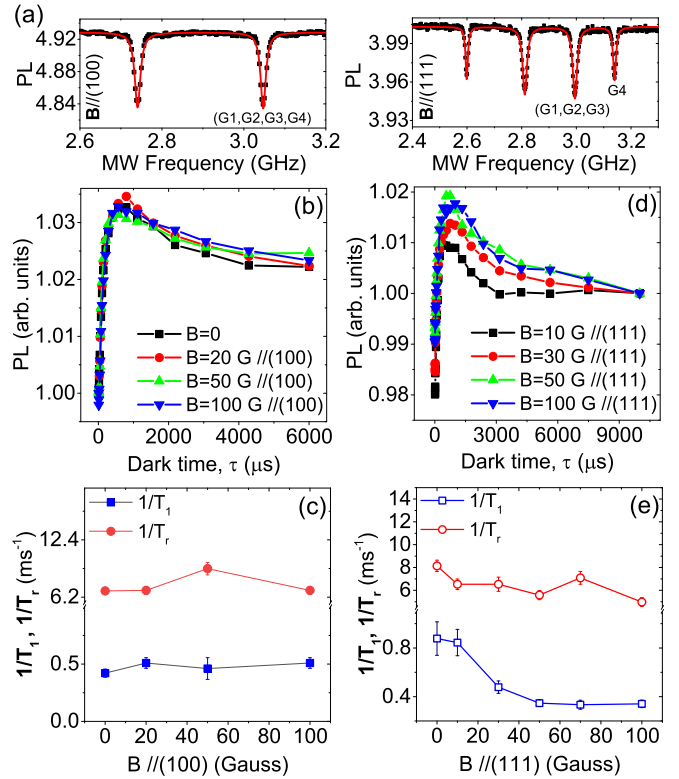 (a)
4.92
4.88
4.84
PL
B//(100)
(G1,G2,G3,G4)
2.6 2.8 3.0 3.2
MW Frequency (GHz)
3.99
3.96
3.93
PL
B//(111)
(G1,G2,G3)
G4
2.4 2.6 2.8 3.0 3.2
MW Frequency (GHz)
(b)
1.03
1.02
1.01
1.00
PL (arb. units)
B=0
B=20 G //(100)
B=50 G //(100)
B=100 G //(100)
0 2000 4000 6000
Dark time, τ (μs)
(d)
1.02
1.01
1.00
0.99
0.98
PL (arb. units)
B=10 G //(111)
B=30 G //(111)
B=50 G //(111)
B=100 G //(111)
0 3000 6000 9000
Dark time, τ (μs)
(c)
1/T1
1/Tr
12.4
6.2
0.5
0.0
1/T1, 1/Tr (ms-1)
0 20 40 60 80 100
B //(100) (Gauss)
(e)
1/T1
1/Tr
14
12
10
8
6
0.8
0.4
1/T1, 1/Tr (ms-1)
0 20 40 60 80 100
B //(111) (Gauss)